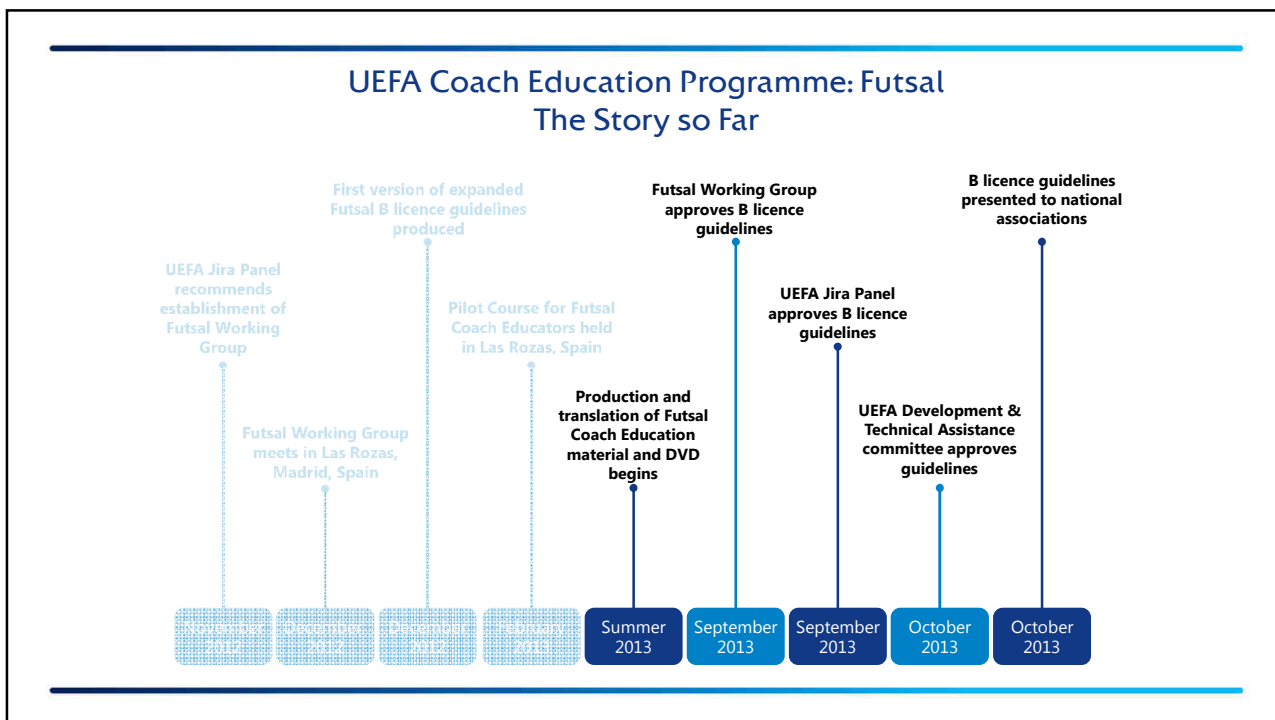 UEFA Coach Education Programme: Futsal
The Story so Far
UEFA Jira Panel
recommends
establishment of
Futsal Working
Group
Futsal Working Group
meets in Las Rozas,
Madrid, Spain
First version of expanded
Futsal B licence guidelines
produced
Pilot Course for Futsal
Coach Educators held
in Las Rozas, Spain
Production and
translation of Futsal
Coach Education
material and DVD
begins
Futsal Working Group
approves B licence
guidelines
UEFA Jira Panel
approves B licence
guidelines
UEFA Development &
Technical Assistance
committee approves
guidelines
B licence guidelines
presented to national
associations
Summer
2013
September
2013
September
2013
October
2013
October
2013